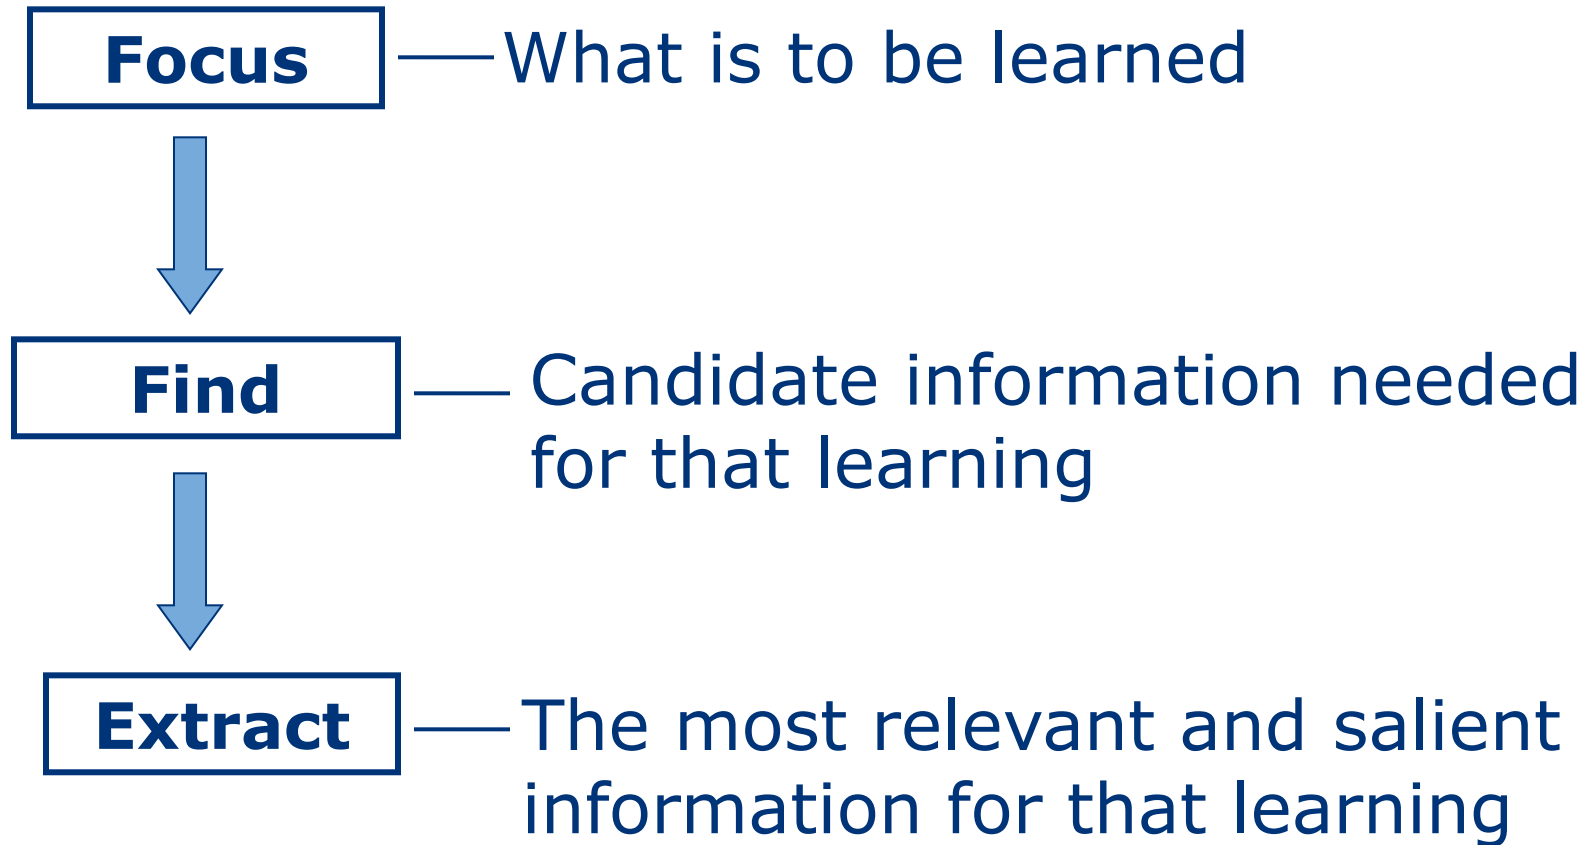 Focus
What is to be learned
Find
Candidate information needed
for that learning
Extract
The most relevant and salient
information for that learning